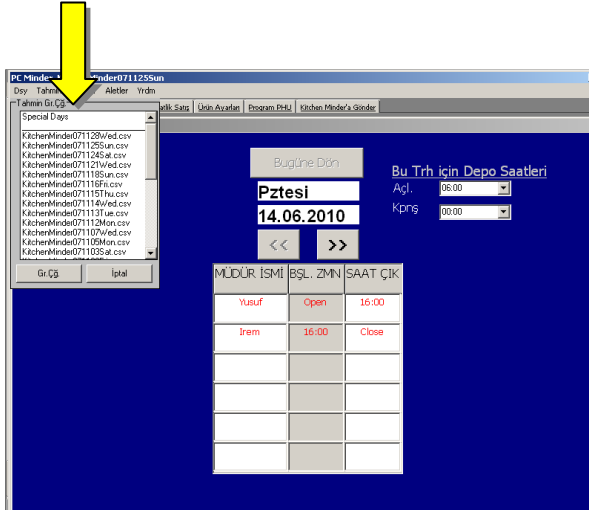 PC Minder
Minder071125Sun
Dsy Tahmin Aletler Yrdm
Tahmin Gr.Çğ.
atlik Satış Ürün Ayarları Program PHU Kitchen Minder'a Gönder
Special Days
KitchenMinder071128Wed.csv
KitchenMinder071125Sun.csv
KitchenMinder071124Sat.csv
KitchenMinder071121Wed.csv
KitchenMinder071118Sun.csv
KitchenMinder071116Fri.csv
KitchenMinder071115Thu.csv
KitchenMinder071114Wed.csv
KitchenMinder071113Tue.csv
KitchenMinder071112Mon.csv
KitchenMinder071107Wed.csv
KitchenMinder071105Mon.csv
KitchenMinder071103Sat.csv
Gr.Çğ. İptal
Bugüne Dön
Pztesi
14.06.2010
<< >>
Bu Trh için Depo Saatleri
Açl. 06:00
Kpnş 00:00
MÜDÜR İSMİ BŞL. ZMN SAAT ÇIK
Yusuf Open 16:00
Irem 16:00 Close